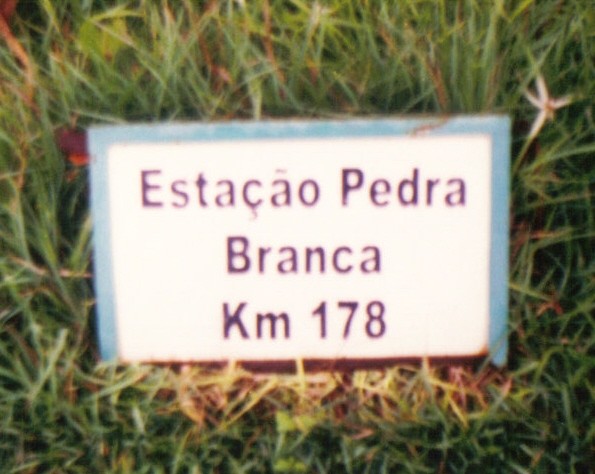 Estação Pedra
Branca
Km 178